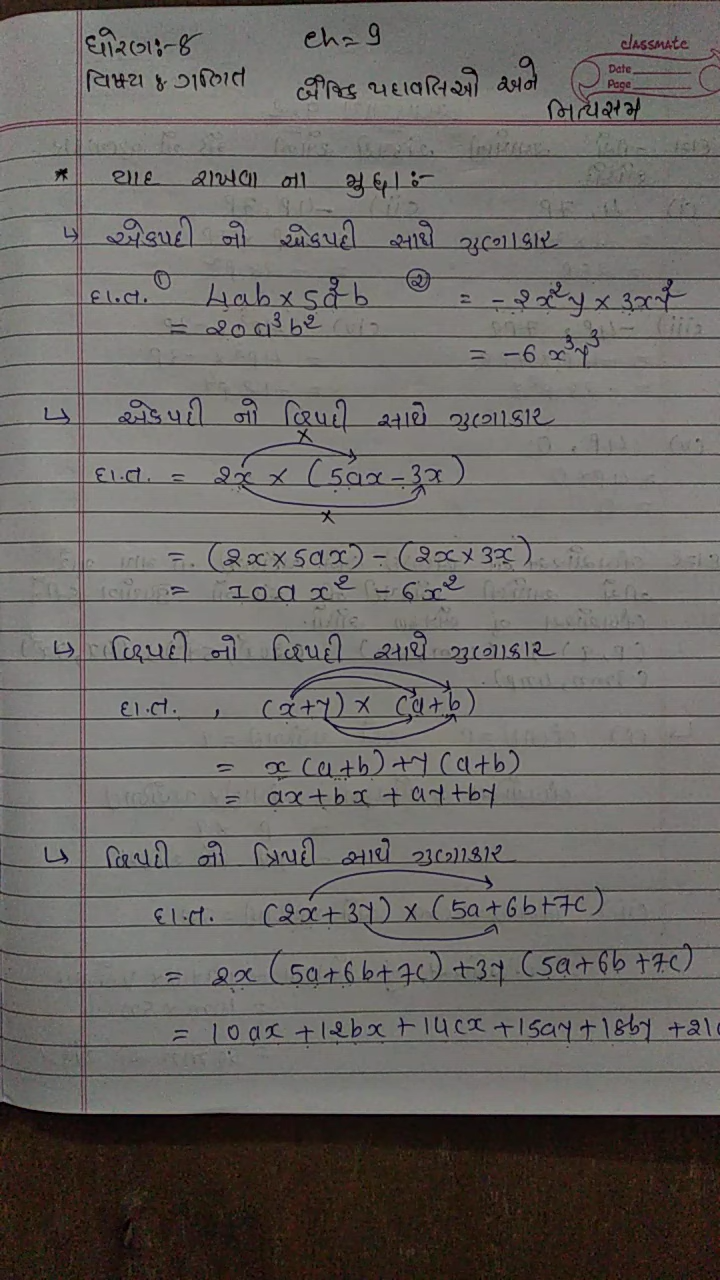 ધોરણ:-૪ ch = 9
classmate
Date
Page
વિષય ૪ ગણિત બૈજિક પદાવલિઓ અને
નિત્યસમ
* યાદ રાખવા ના મુદ્દા:-
↳ એકપદી નો એકપદી સાથે ગુણાકાર
દા.ત. ① 4ab × 5a²b ② = -2x²y × 3xy²
= 20a³b² = -6x³y³
↳ એકપદી નો દ્વિપદી સાથે ગુણાકાર
×
દા.ત. = 2x × (5ax - 3x)
×
= (2x × 5ax) - (2x × 3x)
= 10ax² - 6x²
↳ દ્વિપદી નો દ્વિપદી સાથે ગુણાકાર
દા.ત. , (x+y) × (a+b)
= x(a+b)+y(a+b)
= ax+bx+ay+by
↳ દ્વિપદી નો ત્રિપદી સાથે ગુણાકાર
દા.ત. (2x+3y) × (5a+6b+7c)
= 2x(5a+6b+7c)+3y(5a+6b+7c)
= 10ax+12bx+14cx+15ay+18by+21